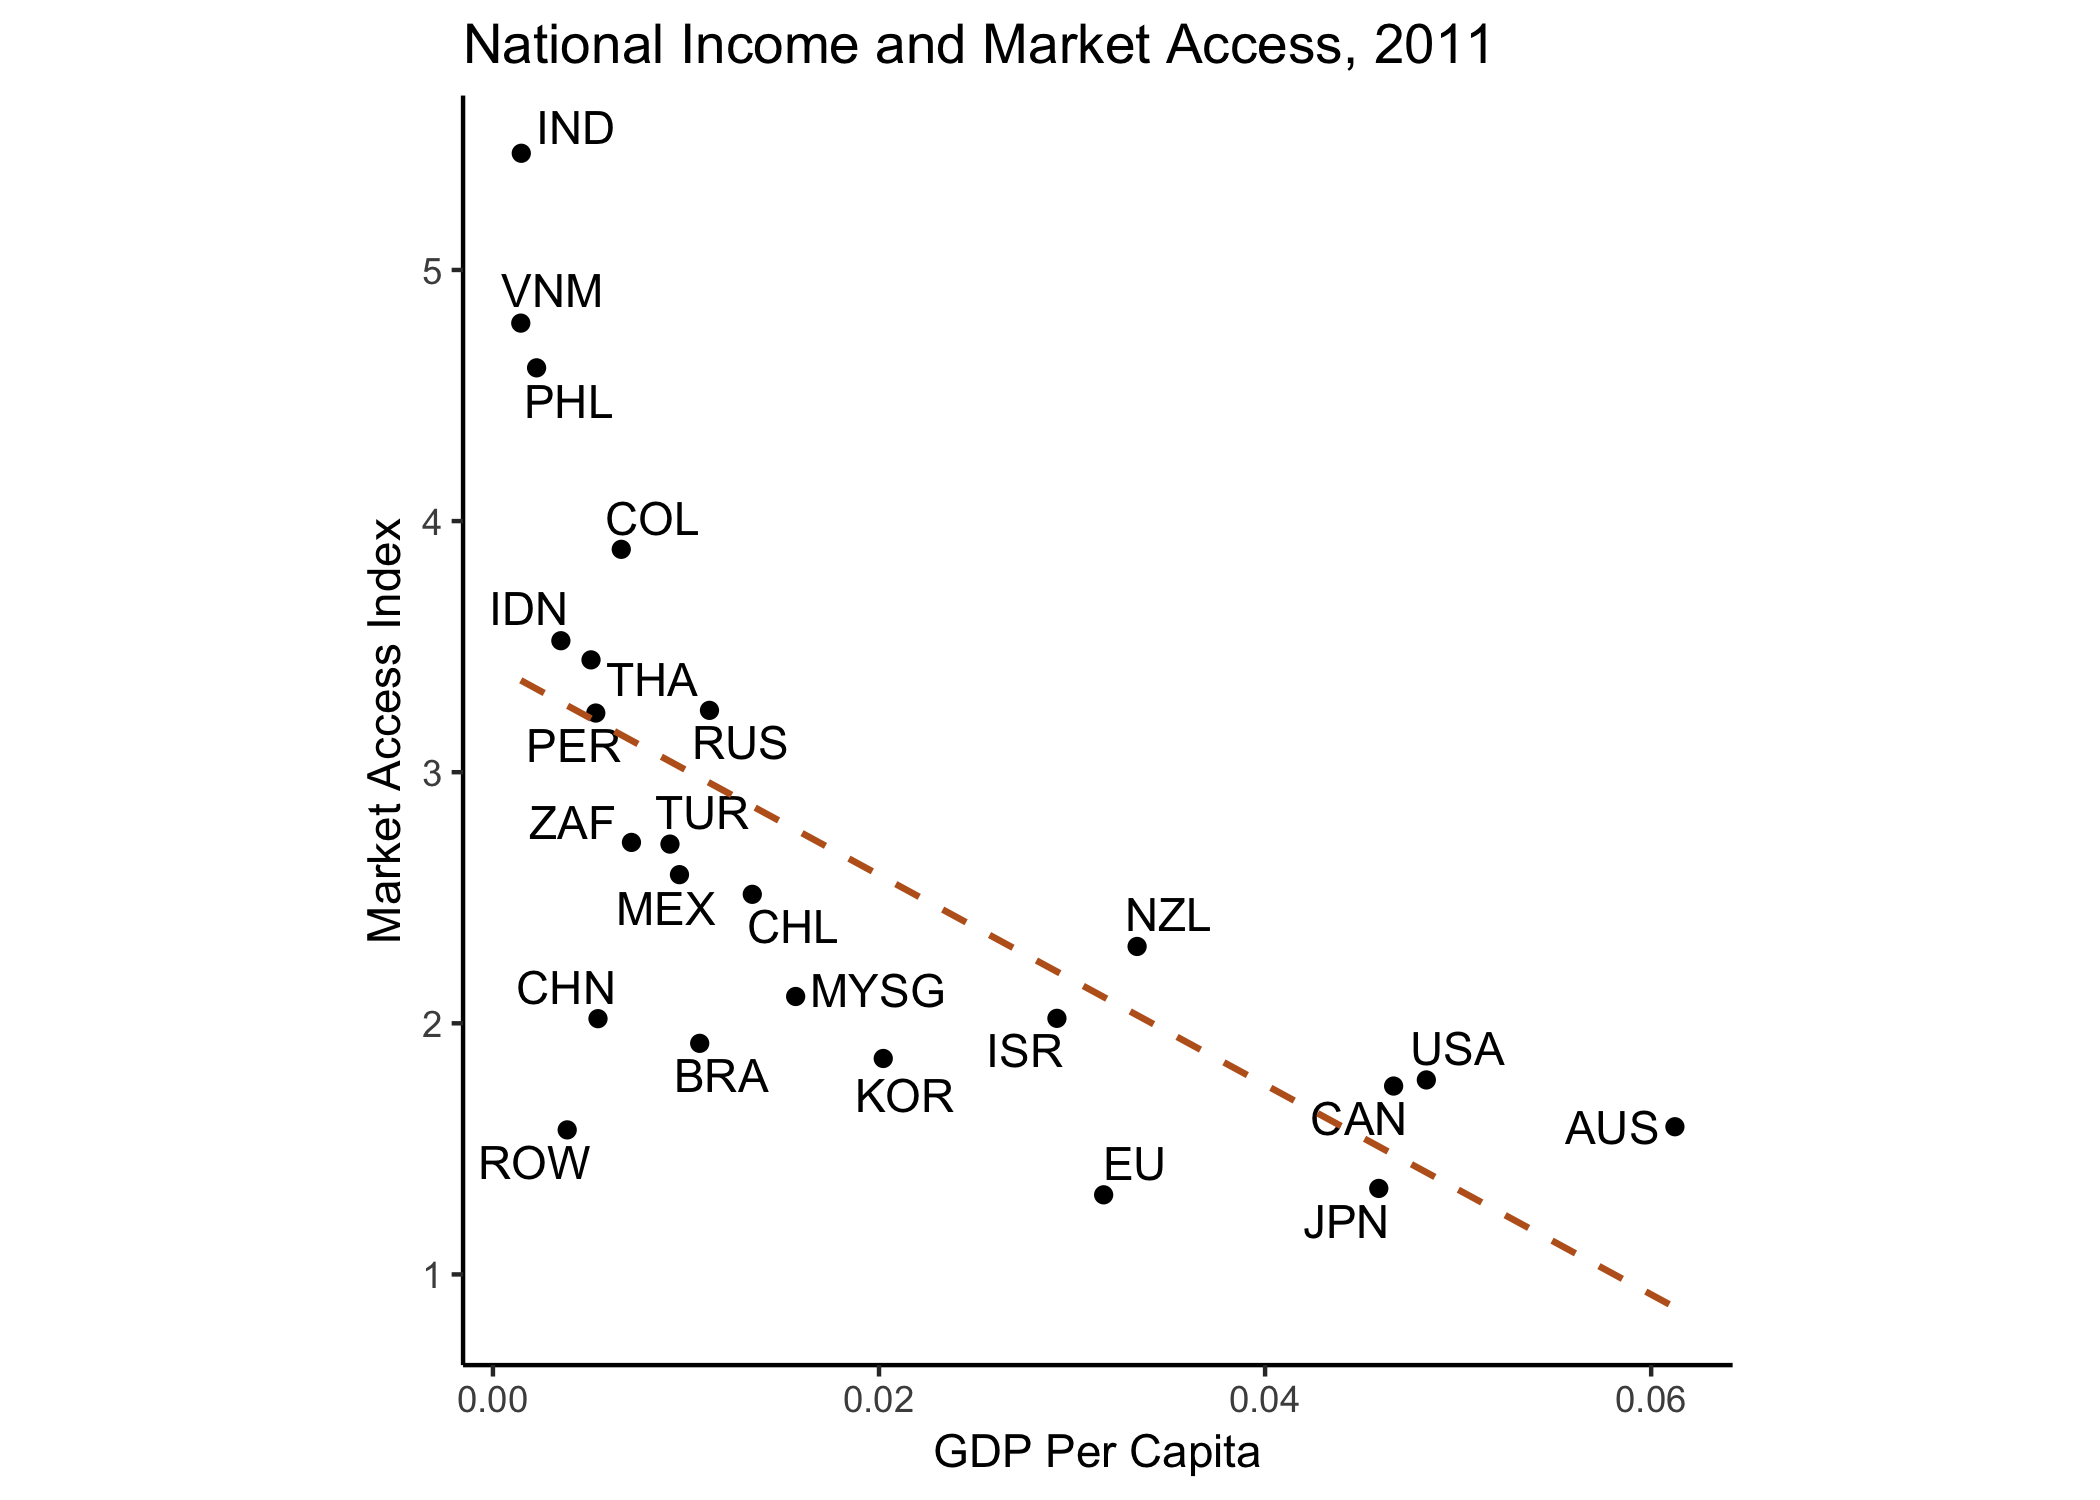 National Income and Market Access, 2011
IND
5
VNM
PHL
COL
4
IDN
THA
PER
RUS
Market Access Index
3
ZAF
TUR
MEX
CHL
NZL
CHN
MYSG
2
BRA
KOR
ISR
USA
CAN
AUS
ROW
EU
JPN
1
0.00
0.02
0.04
0.06
GDP Per Capita